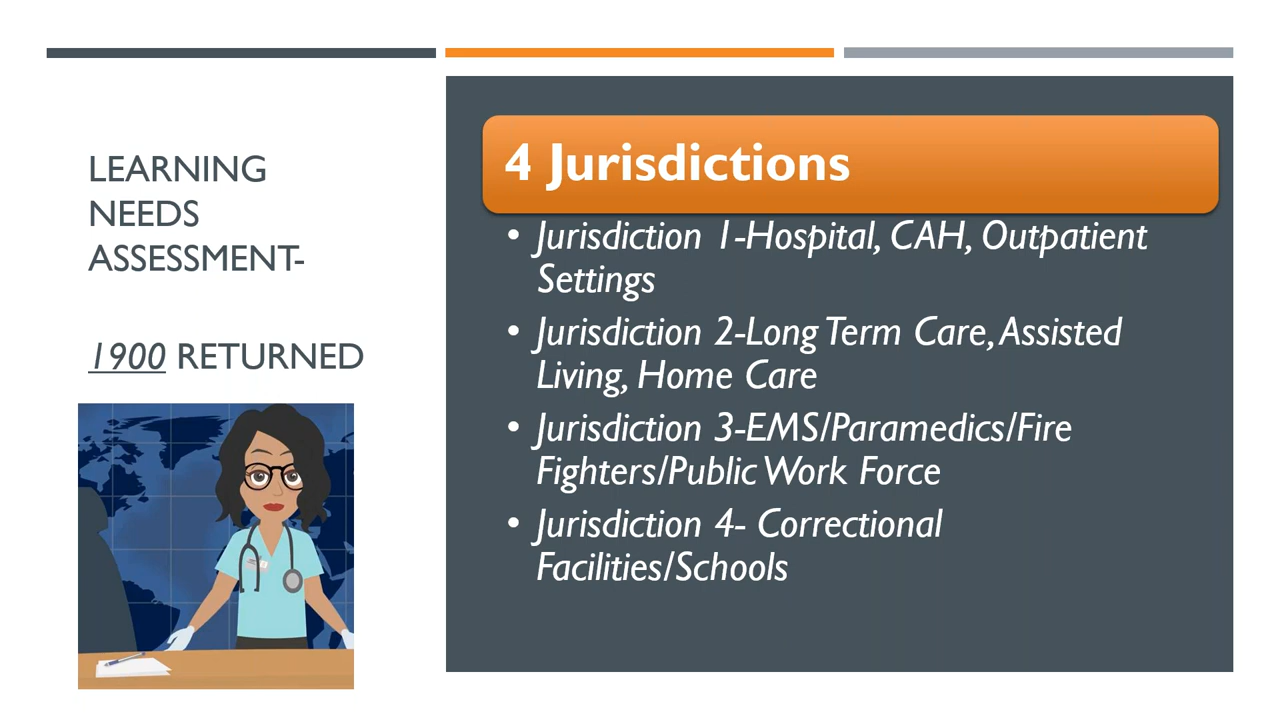 LEARNING
NEEDS
ASSESSMENT-
1900 RETURNED
4 Jurisdictions
• Jurisdiction 1-Hospital, CAH, Outpatient
Settings
• Jurisdiction 2-Long Term Care, Assisted
Living, Home Care
• Jurisdiction 3-EMS/Paramedics/Fire
Fighters/Public Work Force
• Jurisdiction 4- Correctional
Facilities/Schools